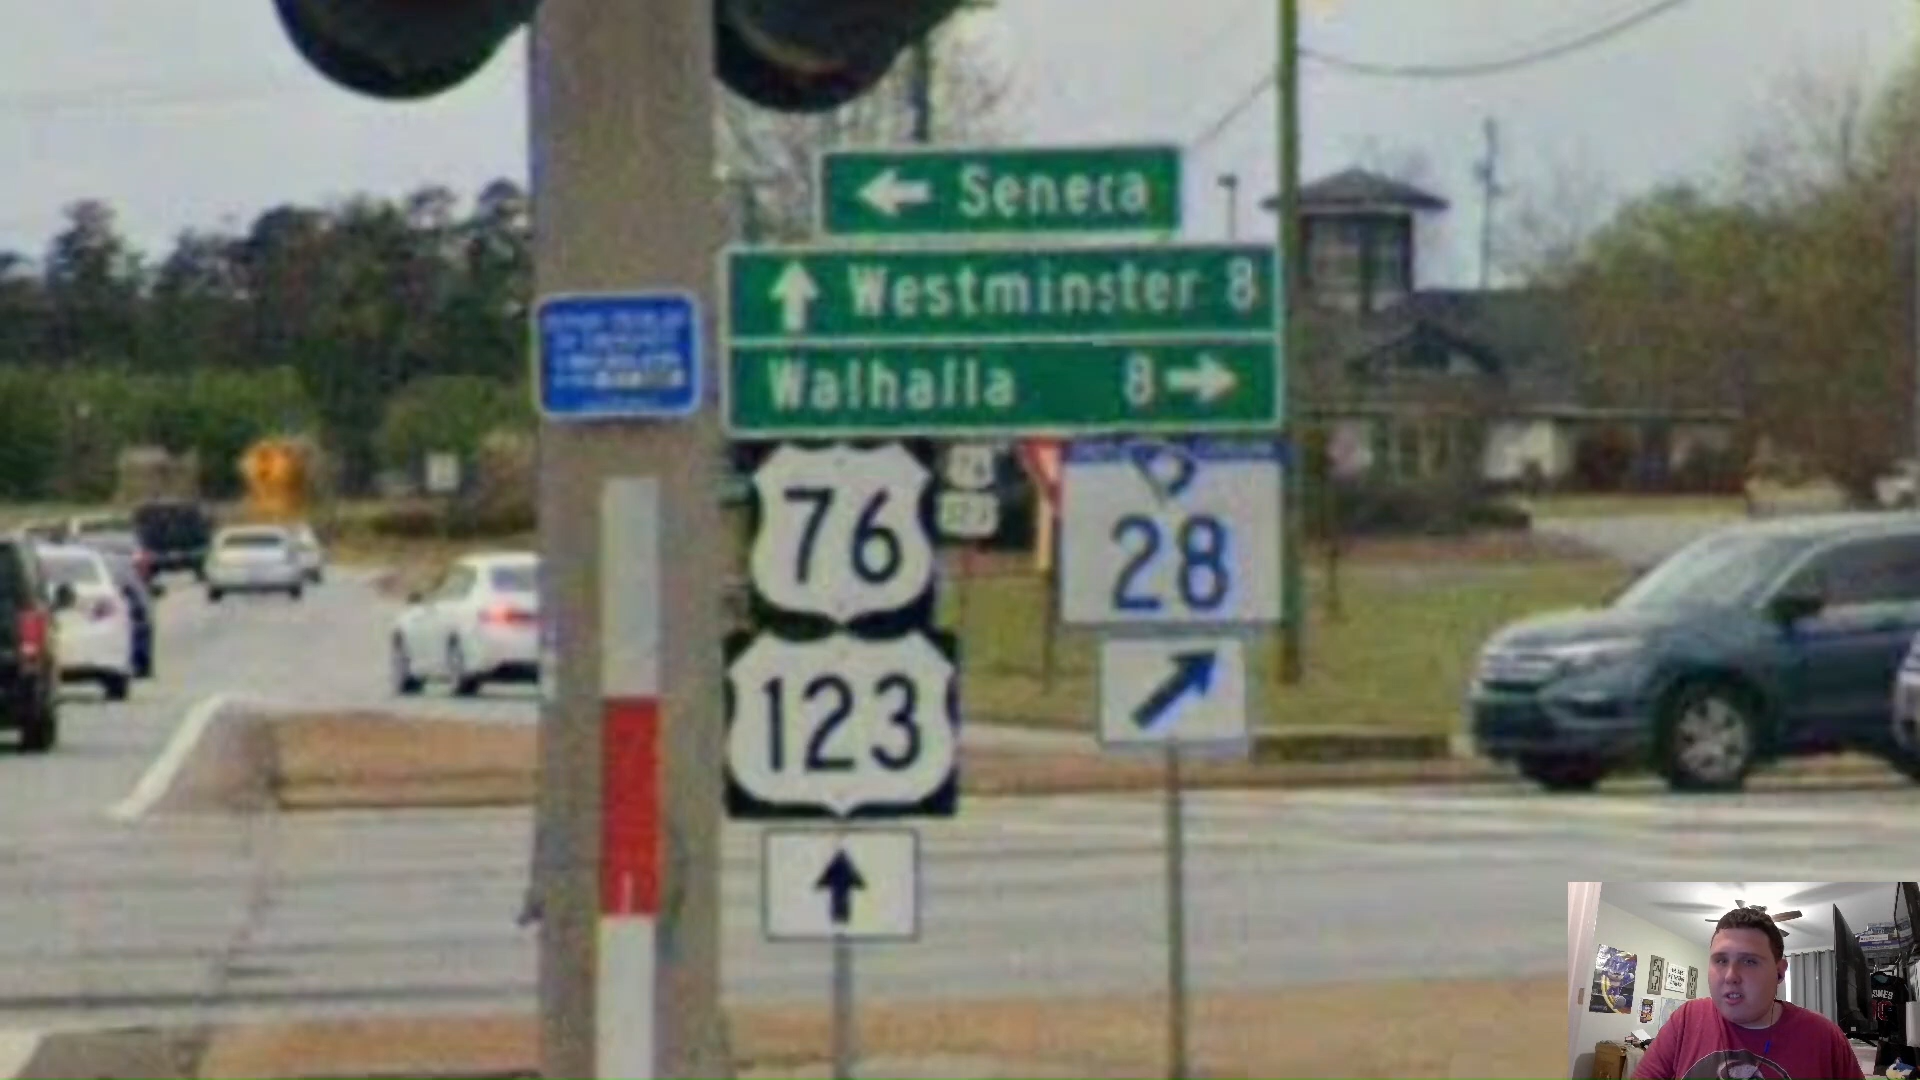 ← Seneca
↑ Westminster 8
Walhalla 8 →
76
28
123